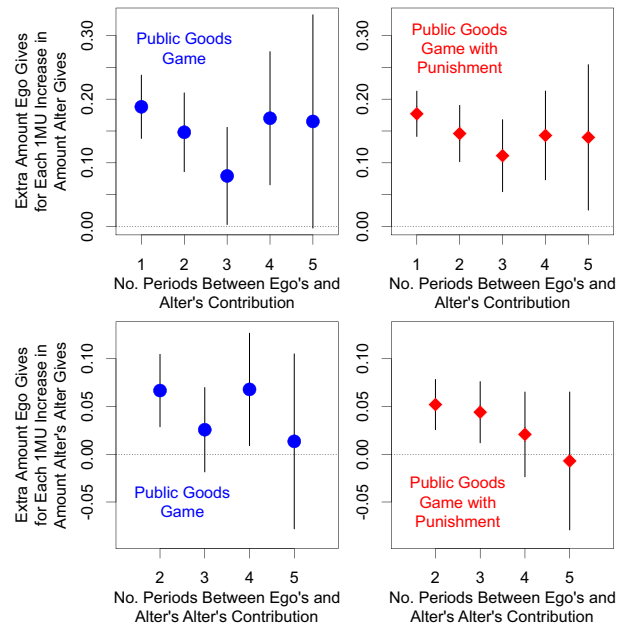 Extra Amount Ego Gives
for Each 1MU Increase in
Amount Alter Gives
0.00 0.10 0.20 0.30
Public Goods
Game
1 2 3 4 5
No. Periods Between Ego's and
Alter's Contribution
0.00 0.10 0.20 0.30
Public Goods
Game with
Punishment
1 2 3 4 5
No. Periods Between Ego's and
Alter's Contribution
Extra Amount Ego Gives
for Each 1MU Increase in
Amount Alter's Alter Gives
-0.05 0.00 0.05 0.10
Public Goods
Game
2 3 4 5
No. Periods Between Ego's and
Alter's Alter's Contribution
-0.05 0.00 0.05 0.10
Public Goods
Game with
Punishment
2 3 4 5
No. Periods Between Ego's and
Alter's Alter's Contribution